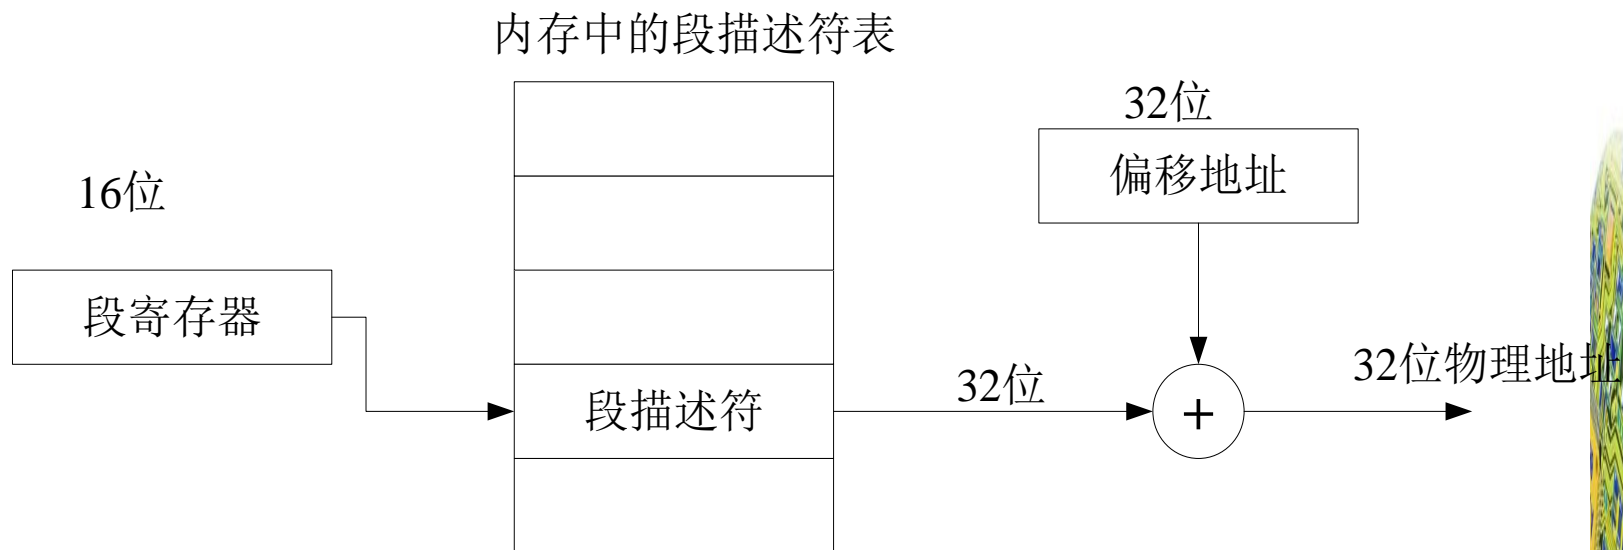 内存中的段描述符表
32位
偏移地址
16位
段寄存器
段描述符
32位
+
32位物理地址